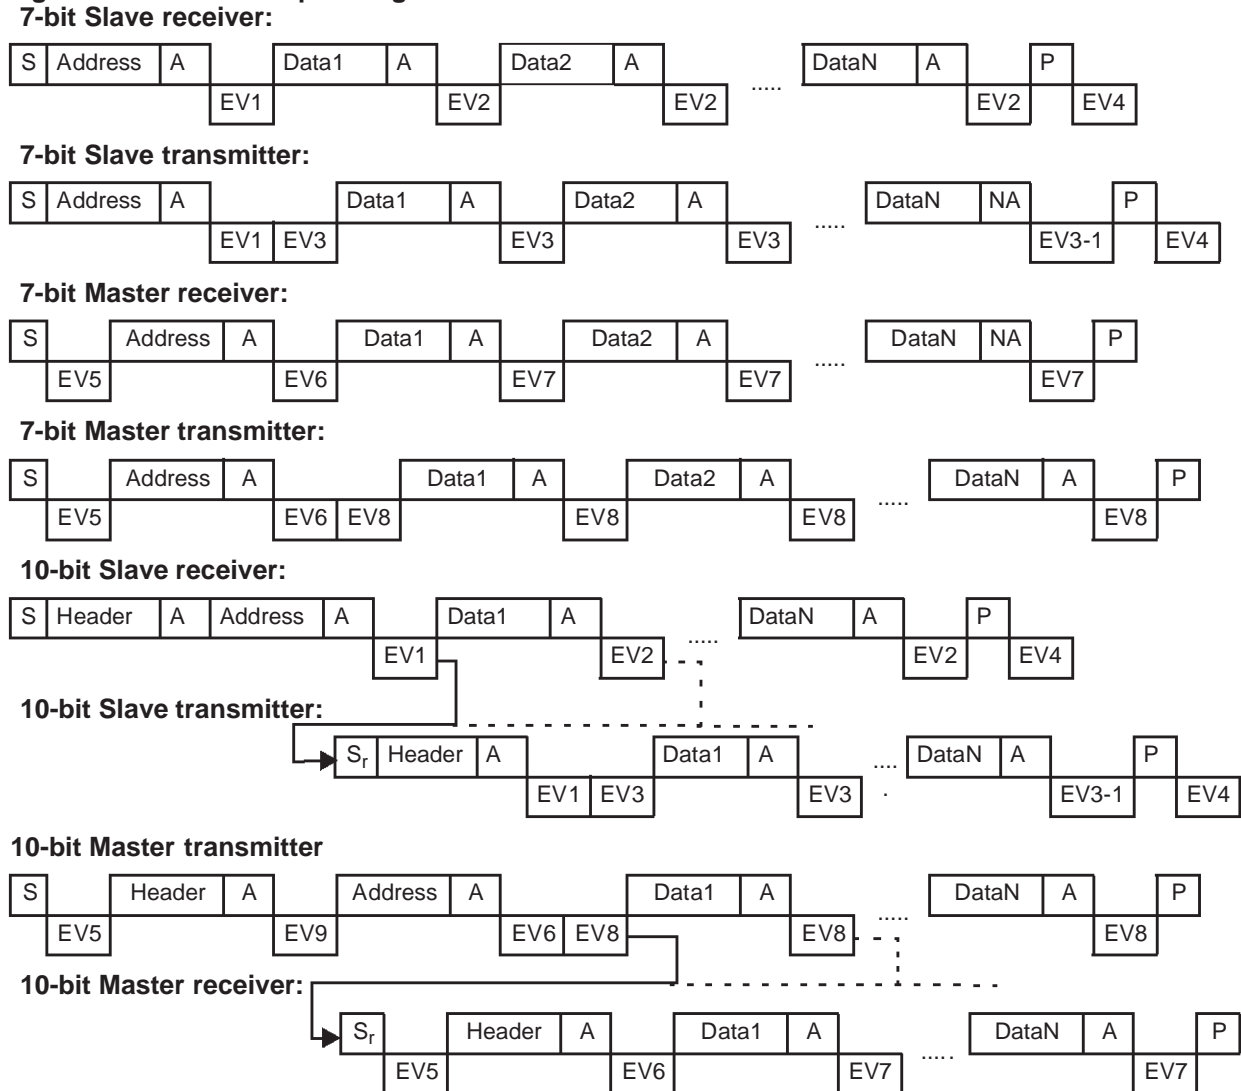 7-bit Slave receiver:
S Address A Data1 A Data2 A ..... DataN A P
EV1 EV2 EV2 EV2 EV4
7-bit Slave transmitter:
S Address A Data1 A Data2 A ..... DataN NA P
EV1 EV3 EV3 EV3 EV3-1 EV4
7-bit Master receiver:
S Address A Data1 A Data2 A ..... DataN NA P
EV5 EV6 EV7 EV7 EV7
7-bit Master transmitter:
S Address A Data1 A Data2 A ..... DataN A P
EV5 EV6 EV8 EV8 EV8 EV8
10-bit Slave receiver:
S Header A Address A Data1 A ..... DataN A P
EV1 EV2 EV2 EV4
10-bit Slave transmitter:
Sr Header A Data1 A .... DataN A P
EV1 EV3 EV3 . EV3-1 EV4
10-bit Master transmitter
S Header A Address A Data1 A ..... DataN A P
EV5 EV9 EV6 EV8 EV8 EV8
10-bit Master receiver:
Sr Header A Data1 A ..... DataN A P
EV5 EV6 EV7 EV7